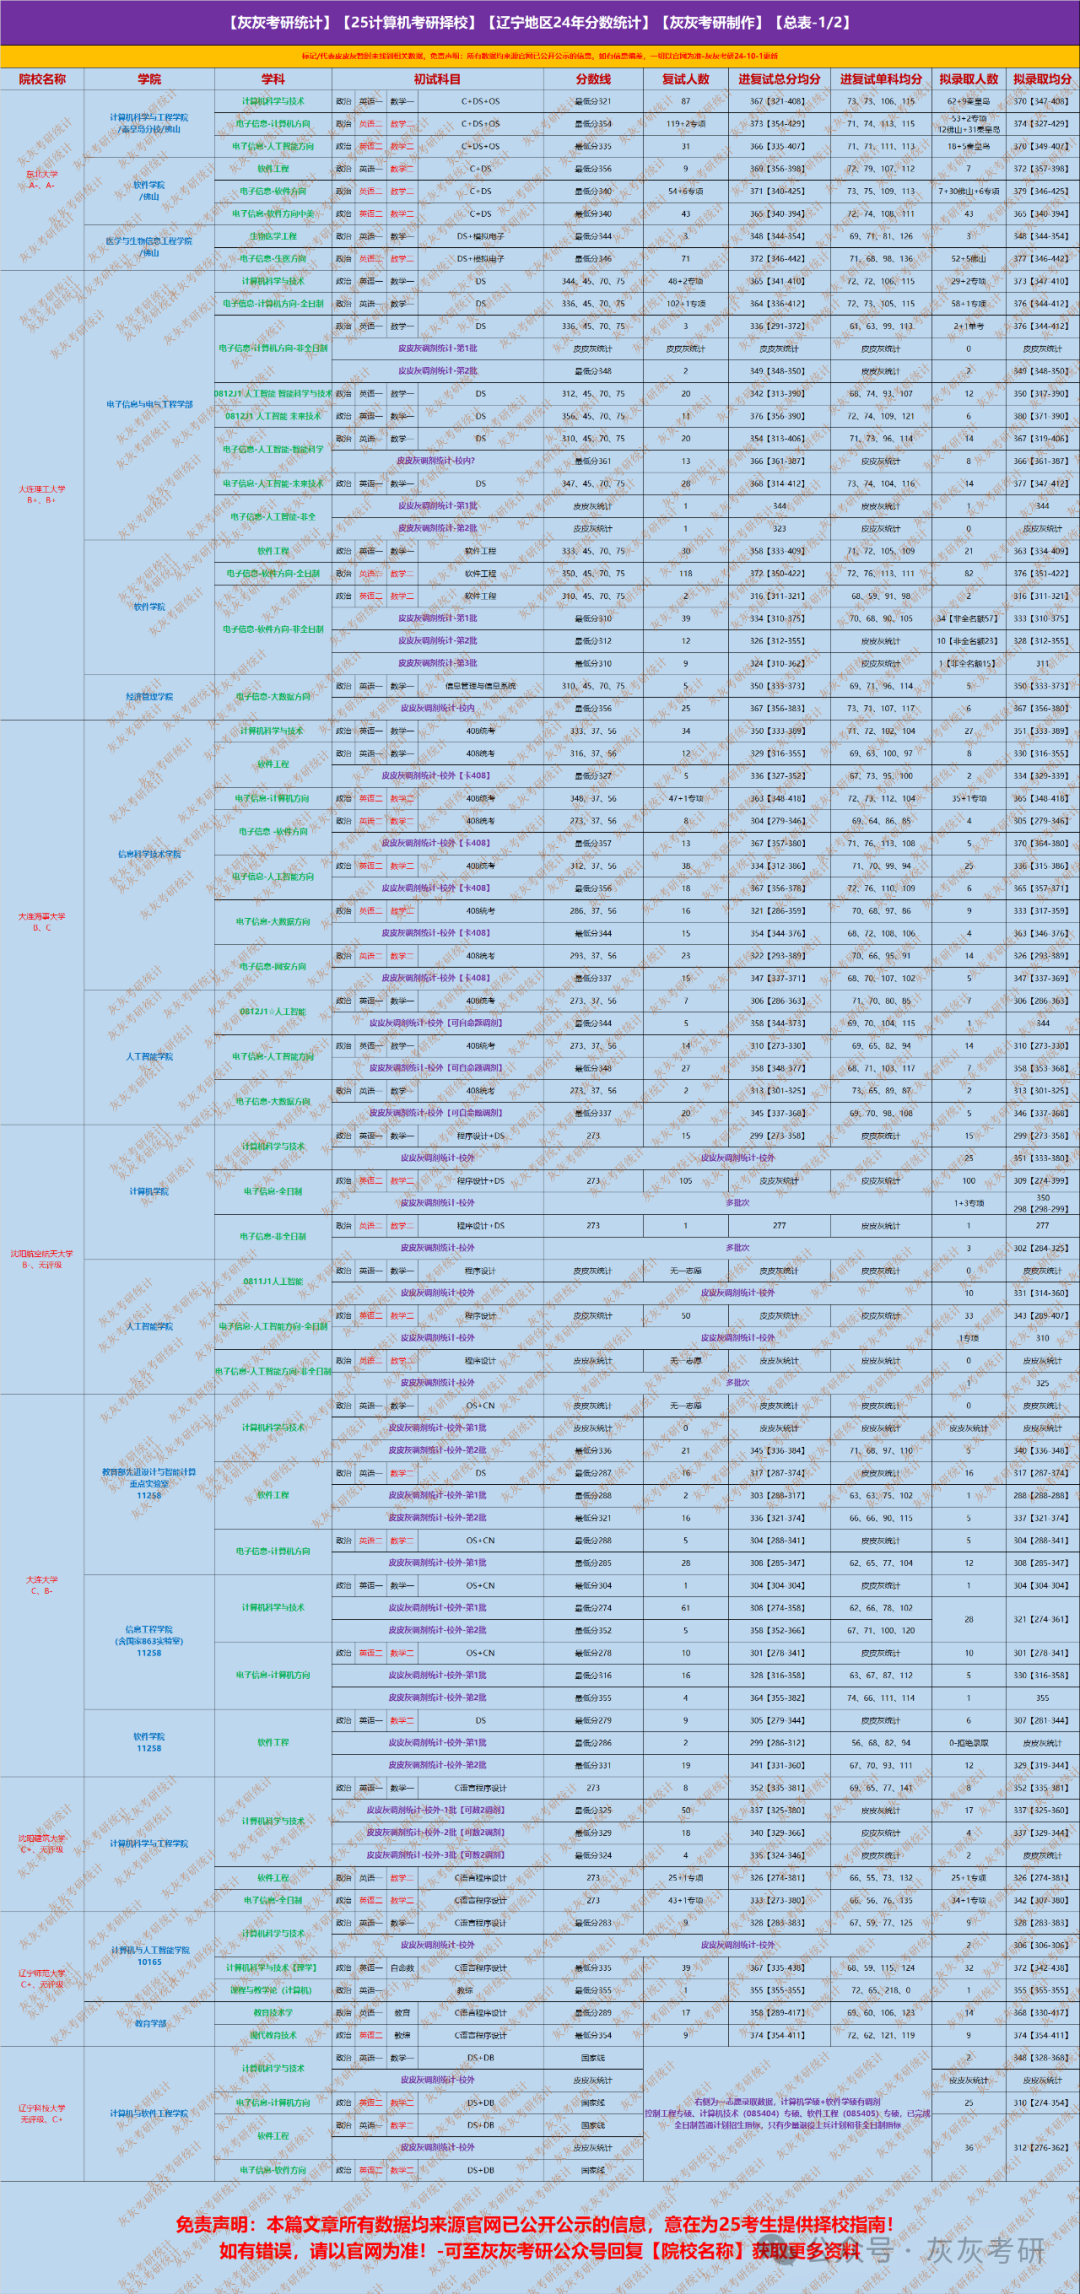 【灰灰考研统计】【25计算机考研择校】【辽宁地区24年分数统计】【灰灰考研制作】【总表-1/2】
院校名称 学院 学科 初试科目 分数线 复试人数 进复试总分均分 进复试单科均分 拟录取人数 拟录取均分
东北大学 A-、A-
计算机科学与工程学院/秦皇岛分校/佛山
计算机科学与技术 政治 英语一 数学一 C+DS+OS 最低分321 87 367【321-408】 73、73、106、115 62+9秦皇岛 370【347-408】
电子信息-计算机方向 政治 英语二 数学二 C+DS+OS 最低分354 119+2专项 373【354-429】 71、74、113、115 53+2专项 12佛山+31秦皇岛 374【327-429】
电子信息-人工智能方向 政治 英语二 数学二 C+DS+OS 最低分335 31 366【335-407】 71、71、111、113 18+5秦皇岛 370【349-407】
软件学院/佛山
软件工程 政治 英语一 数学二 C+DS 最低分356 9 369【356-398】 72、79、107、112 7 372【357-398】
电子信息-软件方向 政治 英语二 数学二 C+DS 最低分340 54+6专项 371【340-425】 73、75、109、113 7+30佛山+6专项 379【346-425】
电子信息-软件方向中美 政治 英语二 数学二 C+DS 最低分340 43 365【340-394】 72、74、108、111 43 365【340-394】
医学与生物信息工程学院/佛山
生物医学工程 政治 英语一 数学一 DS+模拟电子 最低分344 3 348【344-354】 69、71、81、126 3 348【344-354】
电子信息-生医方向 政治 英语二 数学二 DS+模拟电子 最低分346 71 372【346-442】 71、68、98、136 52+5佛山 377【346-442】
大连理工大学 B+、B+
电子信息与电气工程学部
计算机科学与技术 政治 英语一 数学一 DS 344、45、70、75 48+2专项 365【341-410】 72、72、106、115 29+2专项 373【347-410】
电子信息-计算机方向-全日制 政治 英语一 数学一 DS 336、45、70、75 102+1专项 364【336-412】 72、73、105、115 58+1专项 376【344-412】
电子信息-计算机方向-非全日制 政治 英语一 数学一 DS 336、45、70、75 3 336【291-372】 61、63、99、113 2+1单考 376【344-412】
皮皮灰调剂统计-第1批 皮皮灰统计 皮皮灰统计 皮皮灰统计 皮皮灰统计 0 皮皮灰统计
皮皮灰调剂统计-第2批 最低分348 2 349【348-350】 皮皮灰统计 2 349【348-350】
0812J1 人工智能 智能科学与技术 政治 英语一 数学一 DS 312、45、70、75 20 342【313-390】 68、74、93、107 12 350【317-390】
0812J1 人工智能 未来技术 政治 英语一 数学一 DS 356、45、70、75 11 376【356-390】 72、74、109、121 6 380【371-390】
电子信息-人工智能-智能科学 政治 英语一 数学一 DS 310、45、70、75 20 354【313-406】 71、73、96、114 14 367【319-406】
皮皮灰调剂统计-校内? 最低分361 13 366【361-387】 皮皮灰统计 8 366【361-387】
电子信息-人工智能-未来技术 政治 英语一 数学一 DS 347、45、70、75 28 368【314-412】 73、74、104、116 14 377【347-412】
电子信息-人工智能-非全 皮皮灰调剂统计-第1批 皮皮灰统计 1 344 皮皮灰统计 1 344
皮皮灰调剂统计-第2批 皮皮灰统计 1 323 皮皮灰统计 0 皮皮灰统计
软件学院
软件工程 政治 英语一 数学一 软件工程 333、45、70、75 30 358【333-409】 71、72、105、109 21 363【334-409】
电子信息-软件方向-全日制 政治 英语二 数学二 软件工程 350、45、70、75 118 372【350-422】 72、76、113、111 82 376【351-422】
电子信息-软件方向-非全日制 政治 英语二 数学二 软件工程 310、45、70、75 2 316【311-321】 68、59、91、98 2 316【311-321】
皮皮灰调剂统计-第1批 最低分310 39 334【310-375】 70、68、90、105 34【非全名额57】 333【310-375】
皮皮灰调剂统计-第2批 最低分312 12 326【312-355】 皮皮灰统计 10【非全名额23】 328【312-355】
皮皮灰调剂统计-第3批 最低分310 9 324【310-362】 皮皮灰统计 1【非全名额15】 311
经济管理学院
电子信息-大数据方向 政治 英语一 数学一 信息管理与信息系统 310、45、70、75 5 350【333-373】 69、71、96、114 5 350【333-373】
皮皮灰调剂统计-校内 最低分356 25 367【356-383】 73、71、107、117 6 367【356-380】
大连海事大学 B、C
信息科学技术学院
计算机科学与技术 政治 英语一 数学一 408统考 333、37、56 34 350【333-389】 71、72、102、104 27 351【333-389】
软件工程 政治 英语一 数学一 408统考 316、37、56 12 329【316-355】 69、63、100、97 8 330【316-355】
皮皮灰调剂统计-校外【卡408】 最低分327 5 336【327-352】 67、73、95、100 2 334【329-339】
电子信息-计算机方向 政治 英语二 数学二 408统考 348、37、56 47+1专项 363【348-418】 72、73、112、104 35+1专项 365【348-418】
电子信息-软件方向 政治 英语二 数学二 408统考 273、37、56 8 304【279-346】 69、64、86、85 4 305【279-346】
皮皮灰调剂统计-校外【卡408】 最低分357 13 367【357-380】 71、76、113、108 5 370【364-380】
电子信息-人工智能方向 政治 英语二 数学二 408统考 312、37、56 38 334【312-386】 71、70、99、94 25 336【315-386】
皮皮灰调剂统计-校外【卡408】 最低分356 18 367【356-378】 72、76、110、109 6 365【357-371】
电子信息-大数据方向 政治 英语二 数学二 408统考 286、37、56 16 321【286-359】 70、68、97、86 9 333【317-359】
皮皮灰调剂统计-校外【卡408】 最低分344 15 354【344-376】 68、72、108、106 4 363【346-376】
电子信息-网安方向 政治 英语二 数学二 408统考 293、37、56 23 322【293-389】 70、66、95、91 14 326【293-389】
皮皮灰调剂统计-校外【卡408】 最低分337 15 347【337-371】 68、70、107、102 5 347【337-369】
人工智能学院
0812J1☆人工智能 政治 英语一 数学一 408统考 273、37、56 7 306【286-363】 71、70、80、85 7 306【286-363】
皮皮灰调剂统计-校外【可自命题调剂】 最低分344 5 358【344-373】 69、70、104、115 1 344
电子信息-人工智能方向 政治 英语一 数学二 408统考 273、37、56 14 310【273-330】 69、65、82、94 14 310【273-330】
皮皮灰调剂统计-校外【可自命题调剂】 最低分348 27 358【348-377】 68、71、103、117 7 358【353-368】
电子信息-大数据方向 政治 英语一 数学一 408统考 273、37、56 2 313【301-325】 73、65、89、87 2 313【301-325】
皮皮灰调剂统计-校外【可自命题调剂】 最低分337 20 345【337-368】 69、70、98、108 5 346【337-368】
沈阳航空航天大学 B-、无评级
计算机学院
计算机科学与技术 政治 英语一 数学一 程序设计+DS 273 15 299【273-358】 皮皮灰统计 15 299【273-358】
皮皮灰调剂统计-校外 皮皮灰调剂统计-校外 25 351【333-380】
电子信息-全日制 政治 英语二 数学二 程序设计+DS 273 105 皮皮灰统计 皮皮灰统计 100 309【274-399】
皮皮灰调剂统计-校外 多批次 1+3专项 350 298【298-299】
电子信息-非全日制 政治 英语二 数学二 程序设计+DS 273 1 277 皮皮灰统计 1 277
皮皮灰调剂统计-校外 多批次 3 302【284-325】
人工智能学院
0811J1人工智能 政治 英语一 数学一 程序设计 皮皮灰统计 无一志愿 皮皮灰统计 皮皮灰统计 0 皮皮灰统计
皮皮灰调剂统计-校外 皮皮灰调剂统计-校外 10 331【314-360】
电子信息-人工智能方向-全日制 政治 英语二 数学二 程序设计 皮皮灰统计 50 皮皮灰统计 皮皮灰统计 33 343【289-407】
皮皮灰调剂统计-校外 皮皮灰调剂统计-校外 1专项 310
电子信息-人工智能方向-非全日制 政治 英语二 数学二 程序设计 皮皮灰统计 无一志愿 皮皮灰统计 皮皮灰统计 0 皮皮灰统计
皮皮灰调剂统计-校外 多批次 1 325
大连大学 C、B-
教育部先进设计与智能计算重点实验室 11258
计算机科学与技术 政治 英语一 数学一 OS+CN 皮皮灰统计 无一志愿 皮皮灰统计 皮皮灰统计 0 皮皮灰统计
皮皮灰调剂统计-校外-第1批 皮皮灰统计 0 皮皮灰统计 皮皮灰统计 皮皮灰统计 皮皮灰统计
皮皮灰调剂统计-校外-第2批 最低分336 21 345【336-384】 71、68、97、110 5 340【336-348】
软件工程 政治 英语一 数学二 DS 最低分287 16 317【287-374】 皮皮灰统计 16 317【287-374】
皮皮灰调剂统计-校外-第1批 最低分288 2 303【288-317】 63、63、75、102 1 288【288-288】
皮皮灰调剂统计-校外-第2批 最低分321 16 336【321-374】 66、66、90、115 5 337【321-374】
电子信息-计算机方向 政治 英语二 数学二 OS+CN 最低分288 5 304【288-341】 皮皮灰统计 5 304【288-341】
皮皮灰调剂统计-校外-第1批 最低分285 28 308【285-347】 62、65、77、104 12 308【285-347】
信息工程学院(含国家863实验室) 11258
计算机科学与技术 政治 英语一 数学一 OS+CN 最低分304 1 304【304-304】 皮皮灰统计 1 304【304-304】
皮皮灰调剂统计-校外-第1批 最低分274 61 308【274-358】 62、66、78、102 28 321【274-361】
皮皮灰调剂统计-校外-第2批 最低分352 5 358【352-366】 67、71、100、120
电子信息-计算机方向 政治 英语二 数学二 OS+CN 最低分278 10 301【278-341】 皮皮灰统计 10 301【278-341】
皮皮灰调剂统计-校外-第1批 最低分316 16 328【316-358】 63、67、87、112 5 330【316-358】
皮皮灰调剂统计-校外-第2批 最低分355 4 364【355-382】 74、66、111、114 1 355
软件学院 11258
软件工程 政治 英语一 数学二 DS 最低分279 9 305【279-344】 皮皮灰统计 6 307【281-344】
皮皮灰调剂统计-校外-第1批 最低分286 2 299【286-312】 56、68、82、94 0-拒绝录取 皮皮灰统计
皮皮灰调剂统计-校外-第2批 最低分331 19 341【331-360】 67、70、93、111 12 329【319-344】
沈阳建筑大学 C+、无评级
计算机科学与工程学院
计算机科学与技术 政治 英语一 数学一 C语言程序设计 273 8 352【335-381】 69、65、77、141 8 352【335-381】
皮皮灰调剂统计-校外-1批【可数2调剂】 最低分325 50 337【325-380】 皮皮灰统计 17 337【325-360】
皮皮灰调剂统计-校外-2批【可数2调剂】 最低分329 18 340【329-366】 皮皮灰统计 4 337【329-344】
皮皮灰调剂统计-校外-3批【可数2调剂】 最低分324 4 335【324-346】 皮皮灰统计 2 皮皮灰统计
软件工程 政治 英语一 数学二 C语言程序设计 273 25+1专项 326【274-381】 66、55、73、132 25+1专项 326【274-381】
电子信息-全日制 政治 英语二 数学二 C语言程序设计 273 43+1专项 333【273-380】 66、56、76、135 34+1专项 342【307-380】
辽宁师范大学 C+、无评级
计算机与人工智能学院 10165
计算机科学与技术 政治 英语一 数学二 C语言程序设计 最低分283 9 328【283-383】 67、59、77、125 9 328【283-383】
皮皮灰调剂统计-校外 皮皮灰调剂统计-校外 2 306【306-306】
计算机科学与技术【理学】 政治 英语一 自命数 C语言程序设计 最低分335 39 367【335-438】 68、59、115、124 32 372【342-438】
课程与教学论（计算机） 政治 英语一 教综 最低分355 1 355【355-355】 72、65、218、0 1 355【355-355】
教育学部
教育技术学 政治 英语一 教育 C语言程序设计 最低分289 17 358【289-417】 69、60、106、123 14 368【330-417】
现代教育技术 政治 英语二 教综 C语言程序设计 最低分354 9 374【354-411】 72、62、121、119 9 374【354-411】
辽宁科技大学 无评级、C+
计算机与软件工程学院
计算机科学与技术 政治 英语一 数学一 DS+DB 国家线 2 348【328-368】
皮皮灰调剂统计-校外 皮皮灰统计 皮皮灰统计 皮皮灰统计
电子信息-计算机方向 政治 英语二 数学二 DS+DB 国家线 25 310【274-354】
软件工程 政治 英语一 数学二 DS+DB 国家线
皮皮灰调剂统计-校外 皮皮灰统计 36 312【276-362】
电子信息-软件方向 政治 英语二 数学二 DS+DB 国家线
右侧为一志愿录取数据，计算机学硕+软件学硕有调剂
控制工程专硕、计算机技术（085404）专硕、软件工程（085405）专硕，已完成
全日制普通计划招生指标，只有少量退役士兵计划和非全日制指标
免责声明：本篇文章所有数据均来源官网已公开公示的信息，意在为25考生提供择校指南！
如有错误，请以官网为准！-可至灰灰考研公众号回复【院校名称】获取更多资料
公众号·灰灰考研